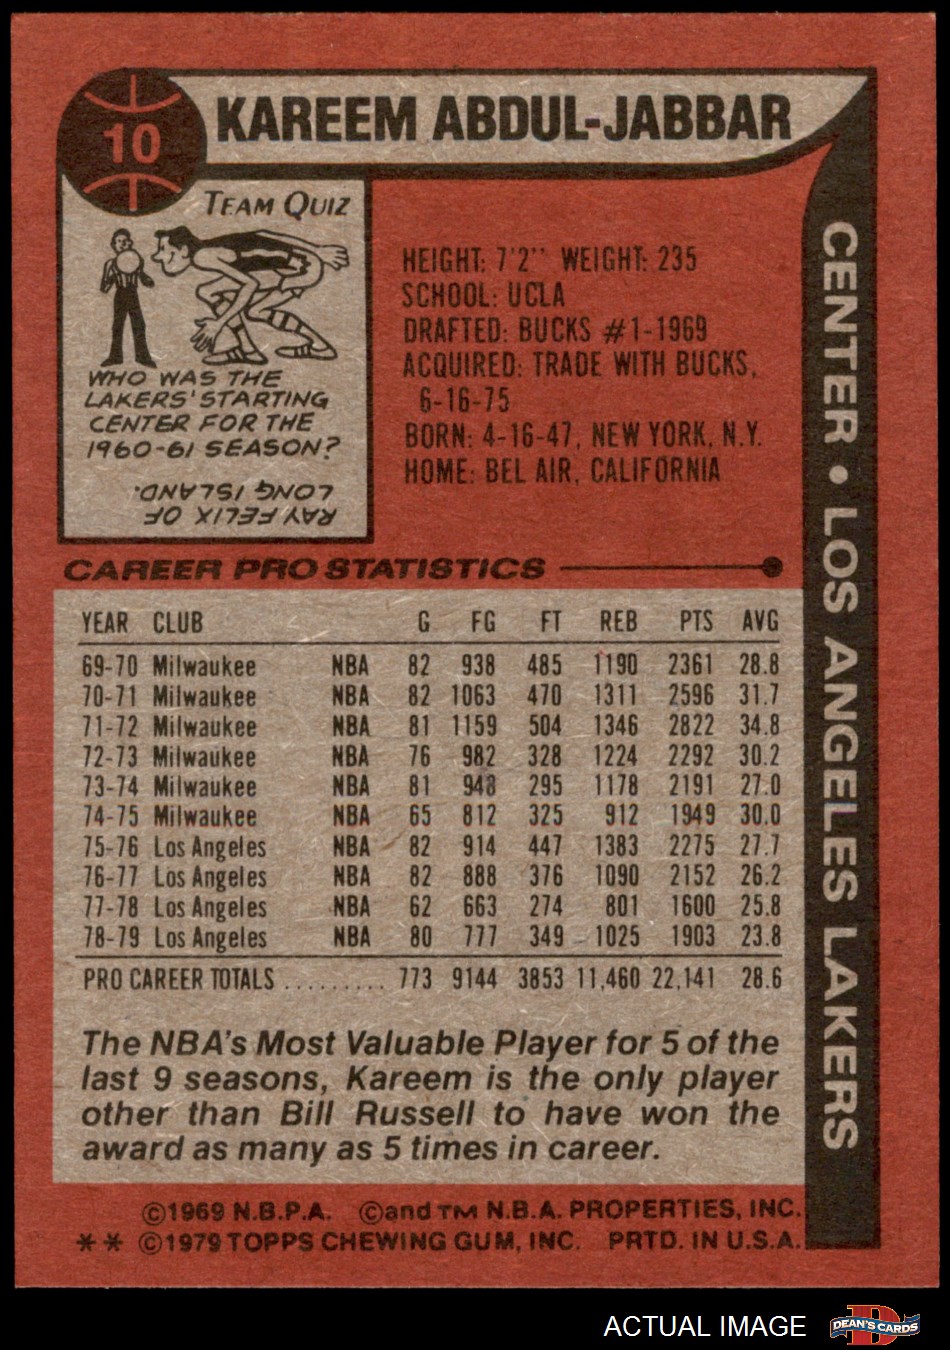 10
KAREEM ABDUL-JABBAR
TEAM QUIZ
WHO WAS THE
LAKERS' STARTING
CENTER FOR THE
1960-61 SEASON?
RAY FELIX OF
LONG ISLAND.
HEIGHT: 7'2" WEIGHT: 235
SCHOOL: UCLA
DRAFTED: BUCKS #1-1969
ACQUIRED: TRADE WITH BUCKS,
6-16-75
BORN: 4-16-47, NEW YORK, N.Y.
HOME: BEL AIR, CALIFORNIA
CENTER • LOS ANGELES LAKERS
CAREER PRO STATISTICS
YEAR CLUB G FG FT REB PTS AVG
69-70 Milwaukee NBA 82 938 485 1190 2361 28.8
70-71 Milwaukee NBA 82 1063 470 1311 2596 31.7
71-72 Milwaukee NBA 81 1159 504 1346 2822 34.8
72-73 Milwaukee NBA 76 982 328 1224 2292 30.2
73-74 Milwaukee NBA 81 948 295 1178 2191 27.0
74-75 Milwaukee NBA 65 812 325 912 1949 30.0
75-76 Los Angeles NBA 82 914 447 1383 2275 27.7
76-77 Los Angeles NBA 82 888 376 1090 2152 26.2
77-78 Los Angeles NBA 62 663 274 801 1600 25.8
78-79 Los Angeles NBA 80 777 349 1025 1903 23.8
PRO CAREER TOTALS ......... 773 9144 3853 11,460 22,141 28.6
The NBA's Most Valuable Player for 5 of the
last 9 seasons, Kareem is the only player
other than Bill Russell to have won the
award as many as 5 times in career.
©1969 N.B.P.A. ©and TM N.B.A. PROPERTIES, INC.
** ©1979 TOPPS CHEWING GUM, INC. PRTD. IN U.S.A.
ACTUAL IMAGE
DEAN'S CARDS